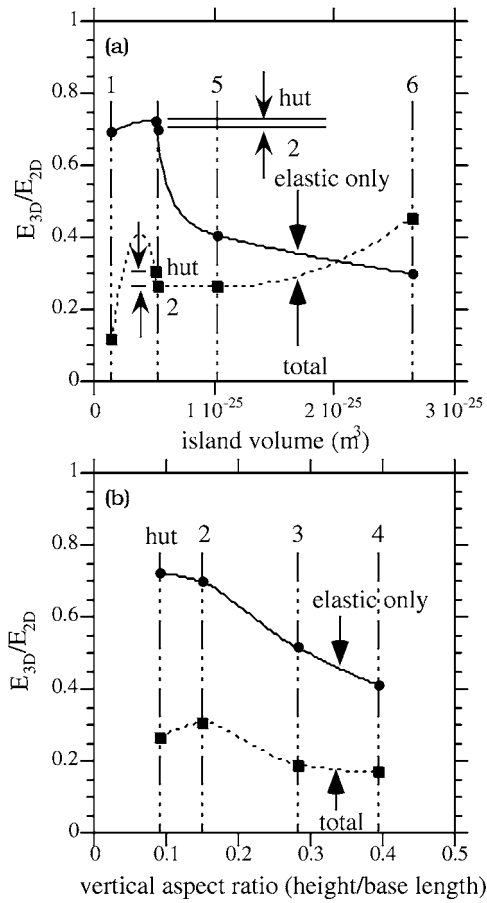 (a)
1
5
6
hut
2
elastic only
hut
2
total
E3D/E2D
1
0.8
0.6
0.4
0.2
0
0
1 10-25
2 10-25
3 10-25
island volume (m3)
(b)
hut
2
3
4
elastic only
total
E3D/E2D
1
0.8
0.6
0.4
0.2
0
0
0.1
0.2
0.3
0.4
0.5
vertical aspect ratio (height/base length)